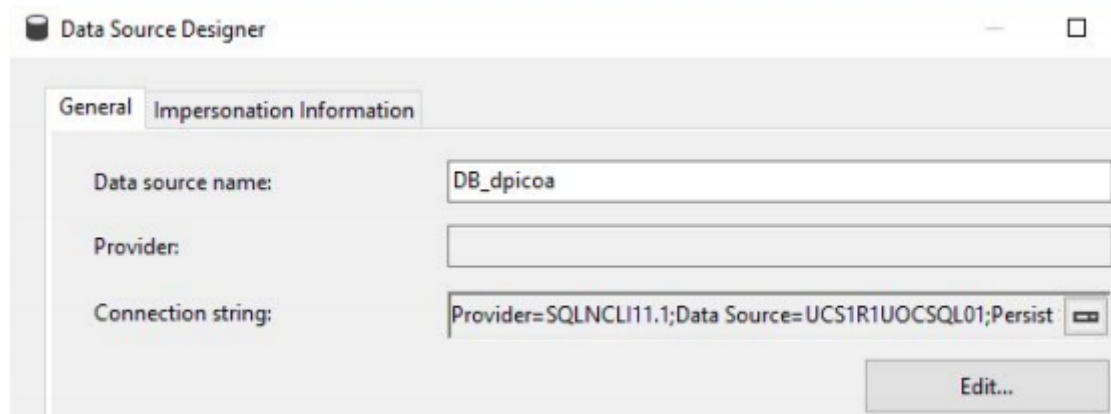 Data Source Designer
General Impersonation Information
Data source name: DB_dpicoa
Provider:
Connection string: Provider=SQLNCLI11.1;Data Source=UCS1R1UOCSQL01;Persist
Edit...